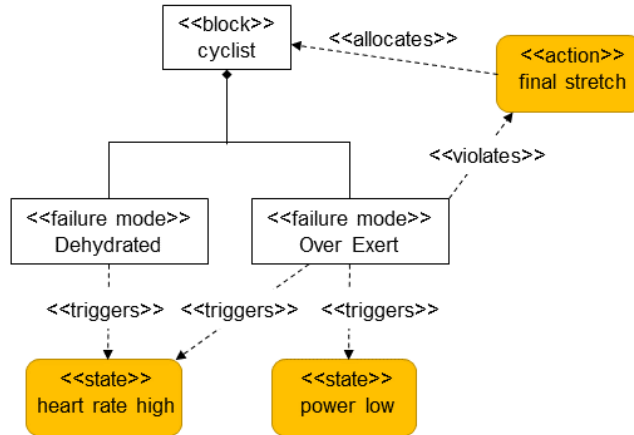 <<block>>
cyclist
<<allocates>>
<<action>>
final stretch
<<violates>>
<<failure mode>>
Dehydrated
<<failure mode>>
Over Exert
<<triggers>>
<<triggers>>
<<triggers>>
<<state>>
heart rate high
<<state>>
power low